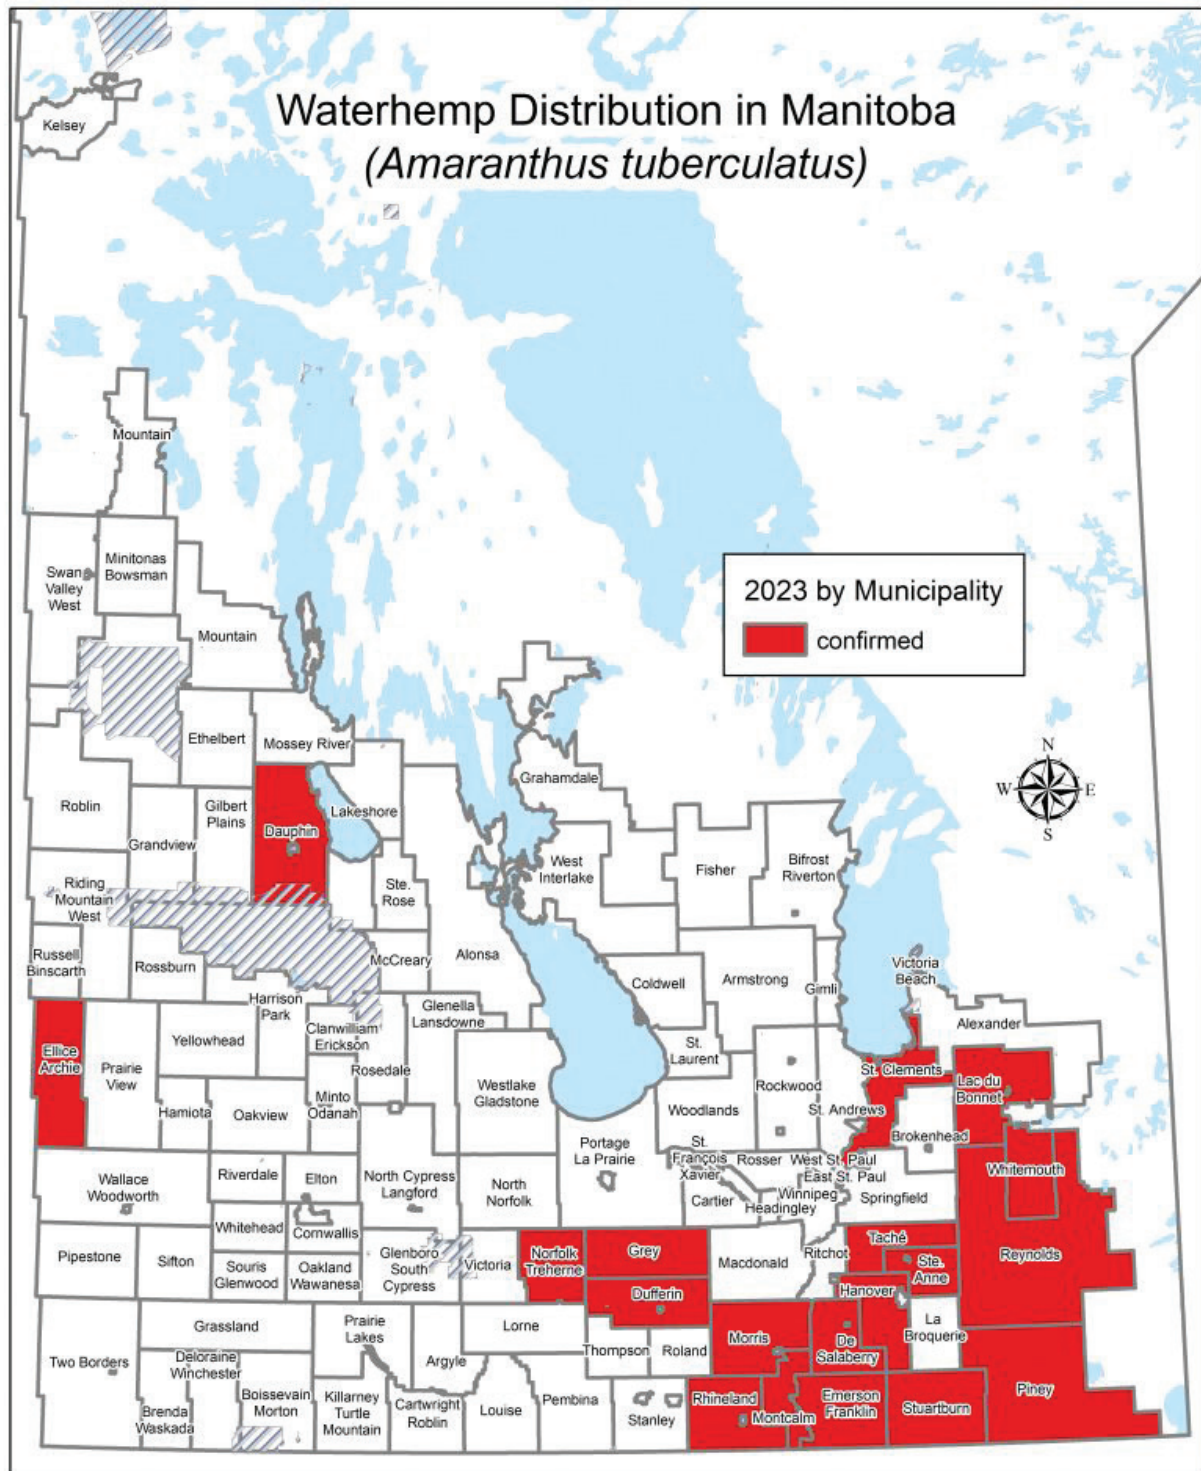 Kelsey
Waterhemp Distribution in Manitoba
(Amaranthus tuberculatus)
Mountain
Minitonas
Bowsman
Swan
Valley
West
Mountain
2023 by Municipality
confirmed
Ethelbert
Mossey River
N
W
E
S
Grahamdale
Roblin
Gilbert
Plains
Lakeshore
Dauphin
Grandview
West
Interlake
Fisher
Bifrost
Riverton
Riding
Mountain
West
Ste.
Rose
Russell
Binscarth
Rossburn
McCreary
Alonsa
Coldwell
Armstrong
Gimli
Victoria
Beach
Harrison
Park
Glenella
Lansdowne
Clanwilliam
Erickson
Alexander
Ellice
Archie
Prairie
View
Yellowhead
Rosedale
St.
Laurent
St. Clements
Westlake
Gladstone
Rockwood
Lac du
Bonnet
Hamiota
Oakview
Minto
Odanah
Woodlands
St. Andrews
Brokenhead
Portage
La Prairie
St.
François
Xavier
Rosser
West St. Paul
East St. Paul
Whitemouth
Wallace
Woodworth
Riverdale
Elton
North Cypress
Langford
North
Norfolk
Cartier
Headingley
Winnipeg
Springfield
Whitehead
Cornwallis
Pipestone
Sifton
Souris
Glenwood
Oakland
Wawanesa
Glenboro
South
Cypress
Victoria
Norfolk
Treherne
Grey
Macdonald
Ritchot
Taché
Ste.
Anne
Reynolds
Dufferin
Hanover
Two Borders
Grassland
Prairie
Lakes
Lorne
Thompson
Roland
Morris
De
Salaberry
La
Broquerie
Deloraine
Winchester
Argyle
Brenda
Waskada
Boissevain
Morton
Killarney
Turtle
Mountain
Cartwright
Roblin
Louise
Pembina
Stanley
Rhineland
Montcalm
Emerson
Franklin
Stuartburn
Piney